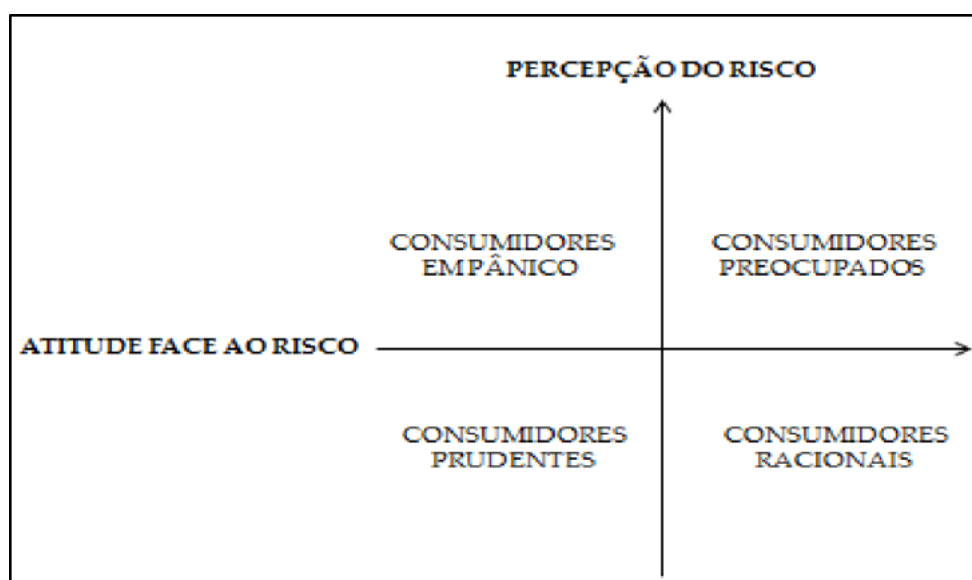 PERCEPÇÃO DO RISCO
CONSUMIDORES
EM PÂNICO
CONSUMIDORES
PREOCUPADOS
ATITUDE FACE AO RISCO
CONSUMIDORES
PRUDENTES
CONSUMIDORES
RACIONAIS